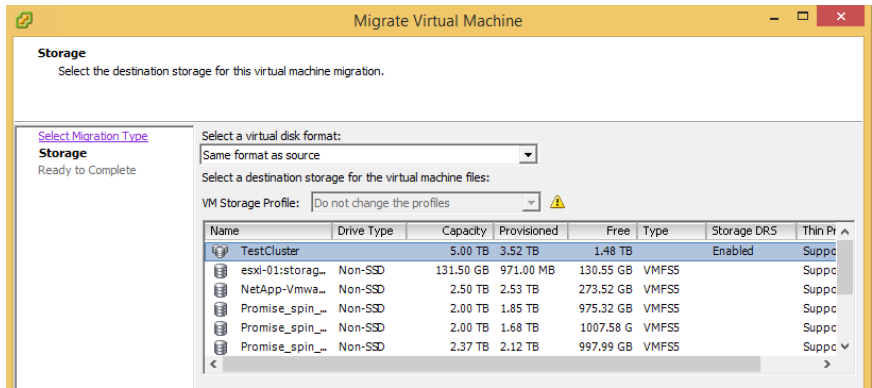 Migrate Virtual Machine
Storage
Select the destination storage for this virtual machine migration.
Select Migration Type
Storage
Ready to Complete
Select a virtual disk format:
Same format as source
Select a destination storage for the virtual machine files:
VM Storage Profile: Do not change the profiles
Name Drive Type Capacity Provisioned Free Type Storage DRS Thin Pr
TestCluster 5.00 TB 3.52 TB 1.48 TB Enabled Suppo
esxi-01:storag... Non-SSD 131.50 GB 971.00 MB 130.55 GB VMFS5 Suppo
NetApp-Vmwa... Non-SSD 2.50 TB 2.53 TB 273.52 GB VMFS5 Suppo
Promise_spin_... Non-SSD 2.00 TB 1.85 TB 975.32 GB VMFS5 Suppo
Promise_spin_... Non-SSD 2.00 TB 1.68 TB 1007.58 G VMFS5 Suppo
Promise_spin_... Non-SSD 2.37 TB 2.12 TB 997.99 GB VMFS5 Suppo